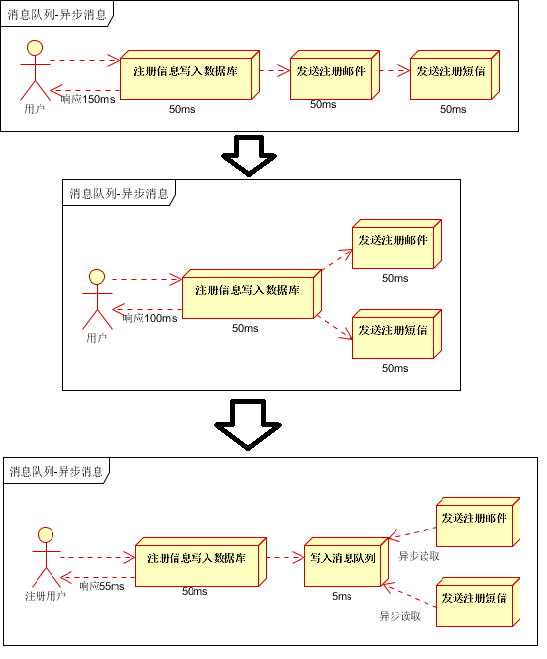 消息队列-异步消息
注册信息写入数据库
发送注册邮件
发送注册短信
响应150ms
用户
50ms
50ms
50ms
消息队列-异步消息
发送注册邮件
50ms
注册信息写入数据库
响应100ms
用户
50ms
发送注册短信
50ms
消息队列-异步消息
发送注册邮件
注册信息写入数据库
写入消息队列
异步读取
响应55ms
注册用户
50ms
5ms
发送注册短信
异步读取